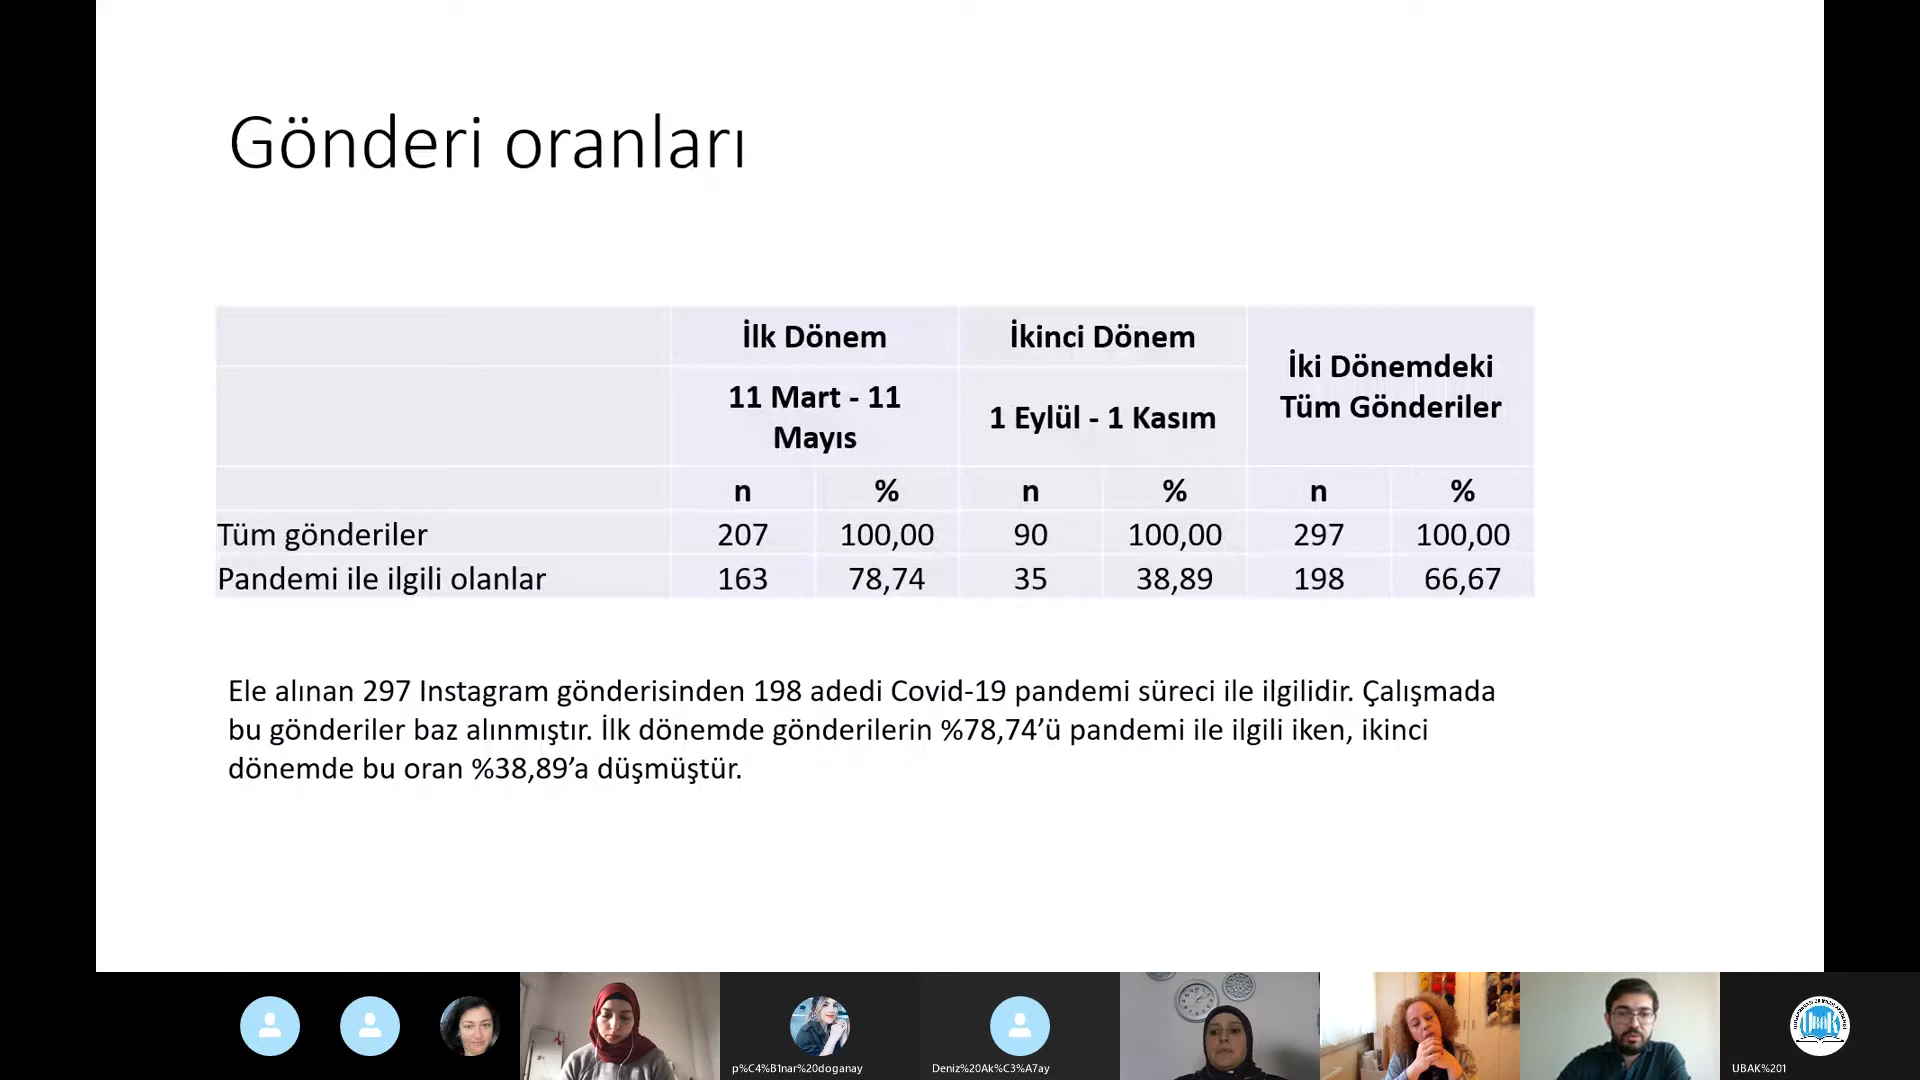 Gönderi oranları
İlk Dönem İkinci Dönem İki Dönemdeki Tüm Gönderiler
11 Mart - 11 Mayıs 1 Eylül - 1 Kasım
n % n % n %
Tüm gönderiler 207 100,00 90 100,00 297 100,00
Pandemi ile ilgili olanlar 163 78,74 35 38,89 198 66,67
Ele alınan 297 Instagram gönderisinden 198 adedi Covid-19 pandemi süreci ile ilgilidir. Çalışmada
bu gönderiler baz alınmıştır. İlk dönemde gönderilerin %78,74’ü pandemi ile ilgili iken, ikinci
dönemde bu oran %38,89’a düşmüştür.
p%C4%B1nar%20doganay
Deniz%20Ak%C3%A7ay
UBAK
UBAK%201